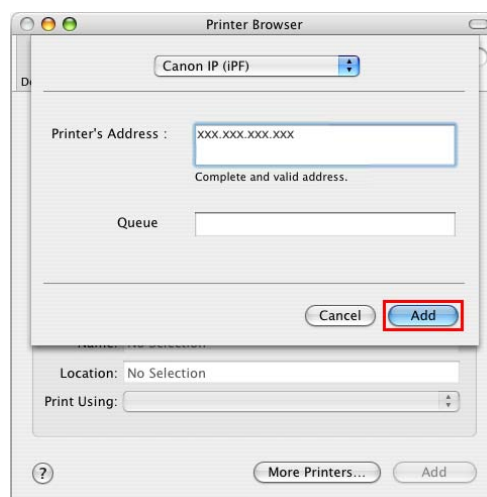 Printer Browser
Canon IP (iPF)
Printer's Address :
xxx.xxx.xxx.xxx
Complete and valid address.
Queue
Cancel
Add
Location: No Selection
Print Using:
?
More Printers...
Add